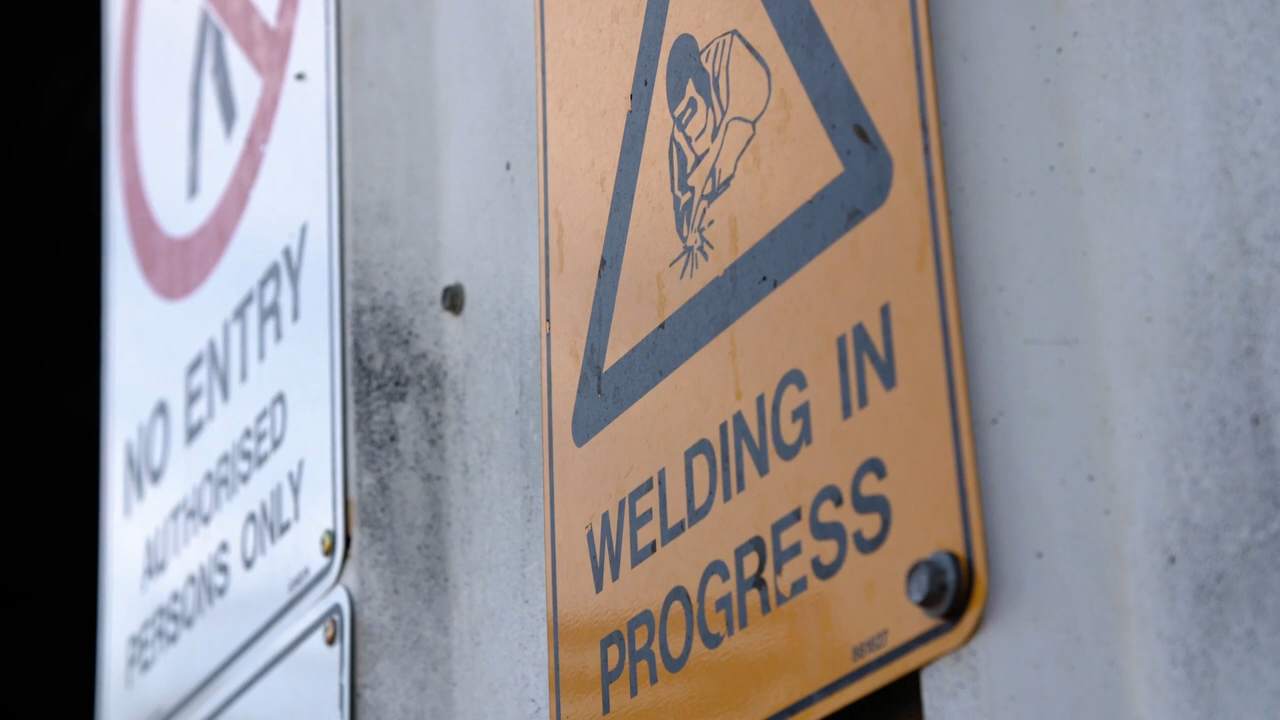 NO ENTRY
AUTHORISED
PERSONS ONLY
WELDING IN
PROGRESS